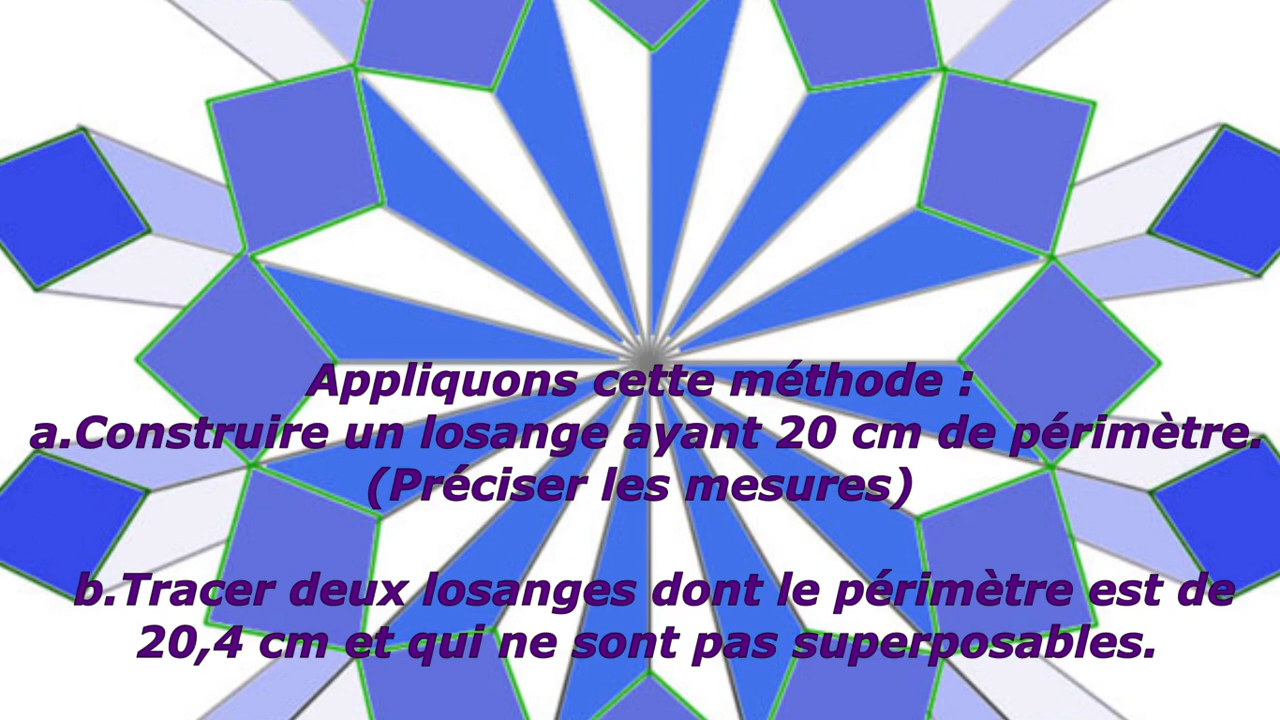 Appliquons cette méthode :
a.Construire un losange ayant 20 cm de périmètre.
(Préciser les mesures)
b.Tracer deux losanges dont le périmètre est de
20,4 cm et qui ne sont pas superposables.